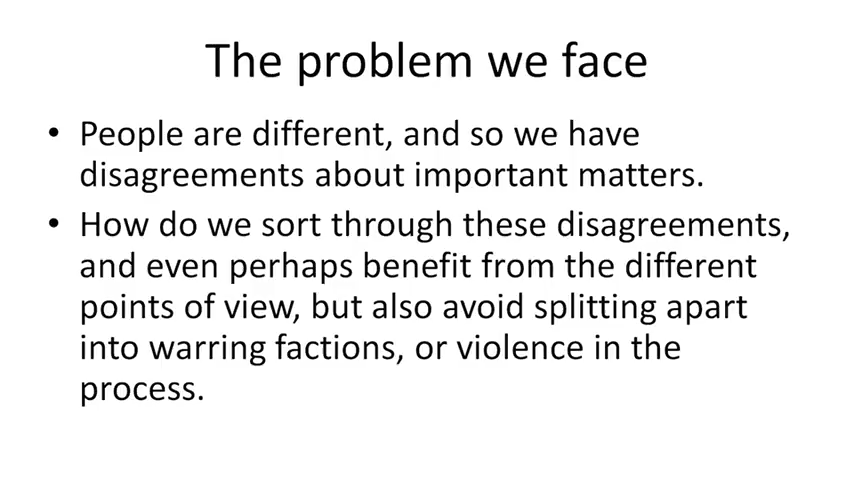 The problem we face
• People are different, and so we have
disagreements about important matters.
• How do we sort through these disagreements,
and even perhaps benefit from the different
points of view, but also avoid splitting apart
into warring factions, or violence in the
process.